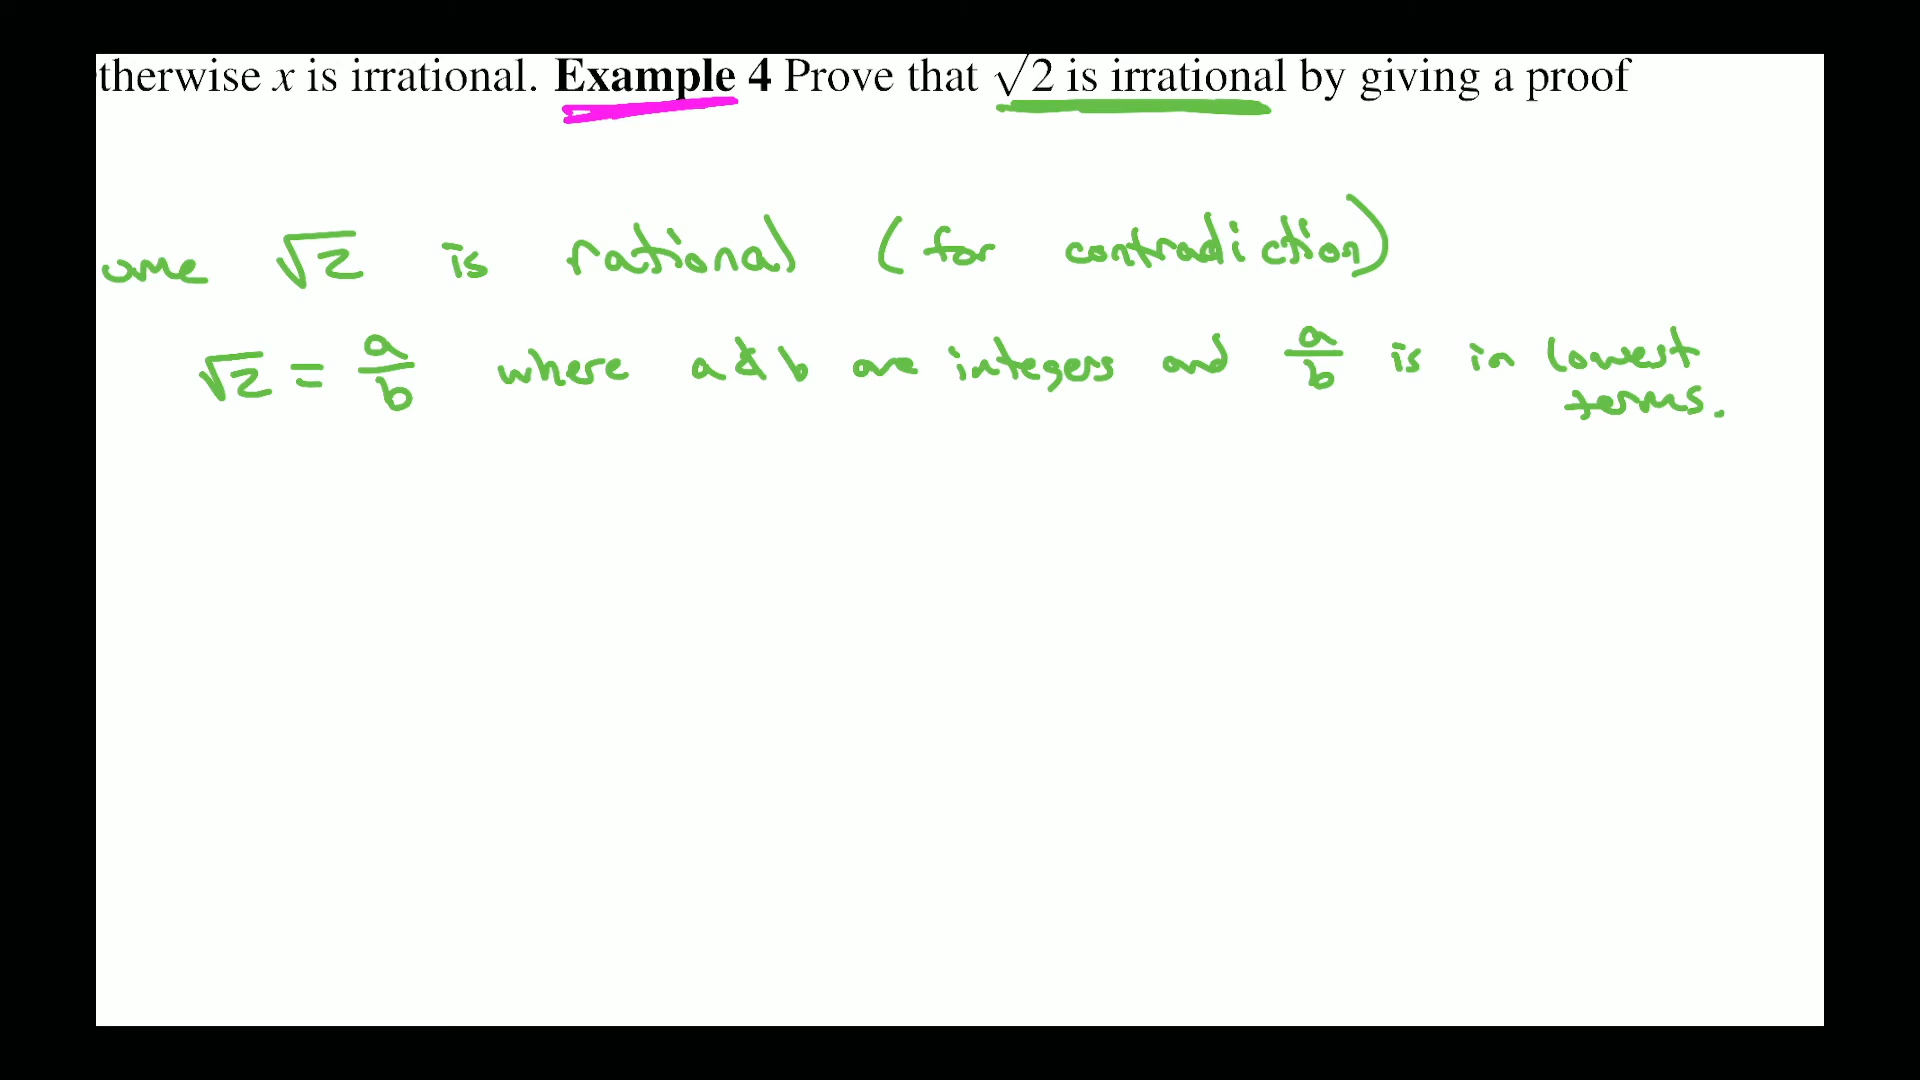 therwise x is irrational. Example 4 Prove that √2 is irrational by giving a proof
ume √2 is rational (for contradiction)
√2 = a/b where a & b are integers and a/b is in lowest
terms.